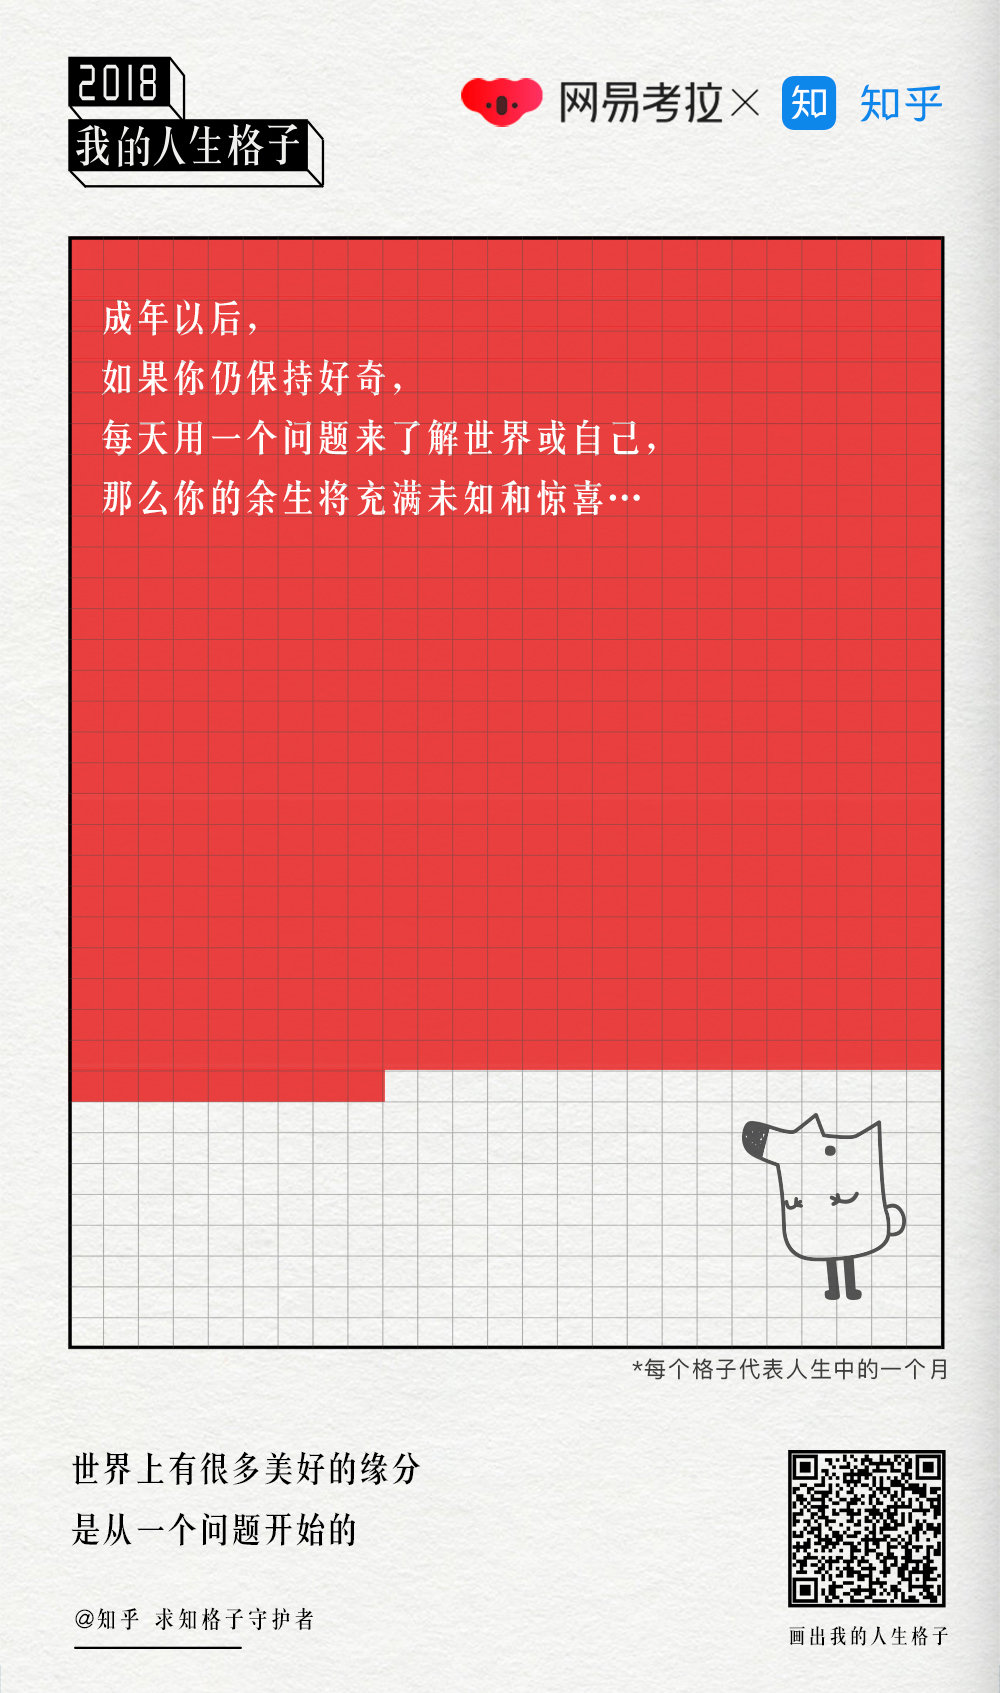 2018
我的人生格子
网易考拉×知 知乎
成年以后，
如果你仍保持好奇，
每天用一个问题来了解世界或自己，
那么你的余生将充满未知和惊喜…
*每个格子代表人生中的一个月
世界上有很多美好的缘分
是从一个问题开始的
@知乎 求知格子守护者
画出我的人生格子